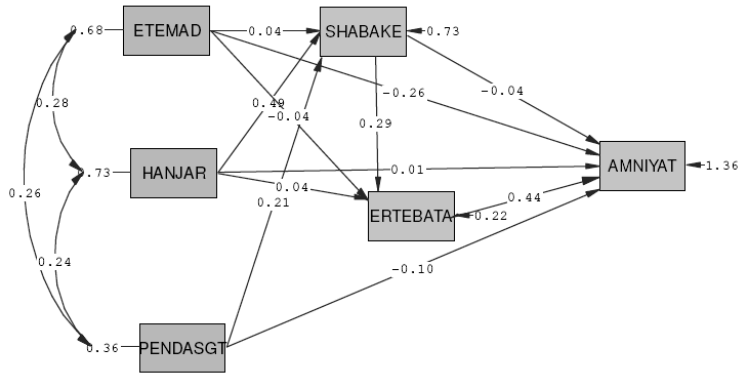 0.68 ETEMAD 0.04 SHABAKE 0.73
0.28 0.49 -0.26 -0.04
-0.04
0.29
0.73 HANJAR 0.01 AMNIYAT 1.36
0.26 0.04 0.44
0.21 ERTEBATA 0.22
0.24 -0.10
0.36 PENDASGT